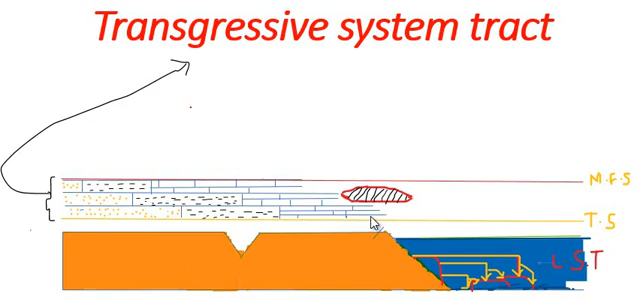 Transgressive system tract
M.F.S
T.S
L S.T